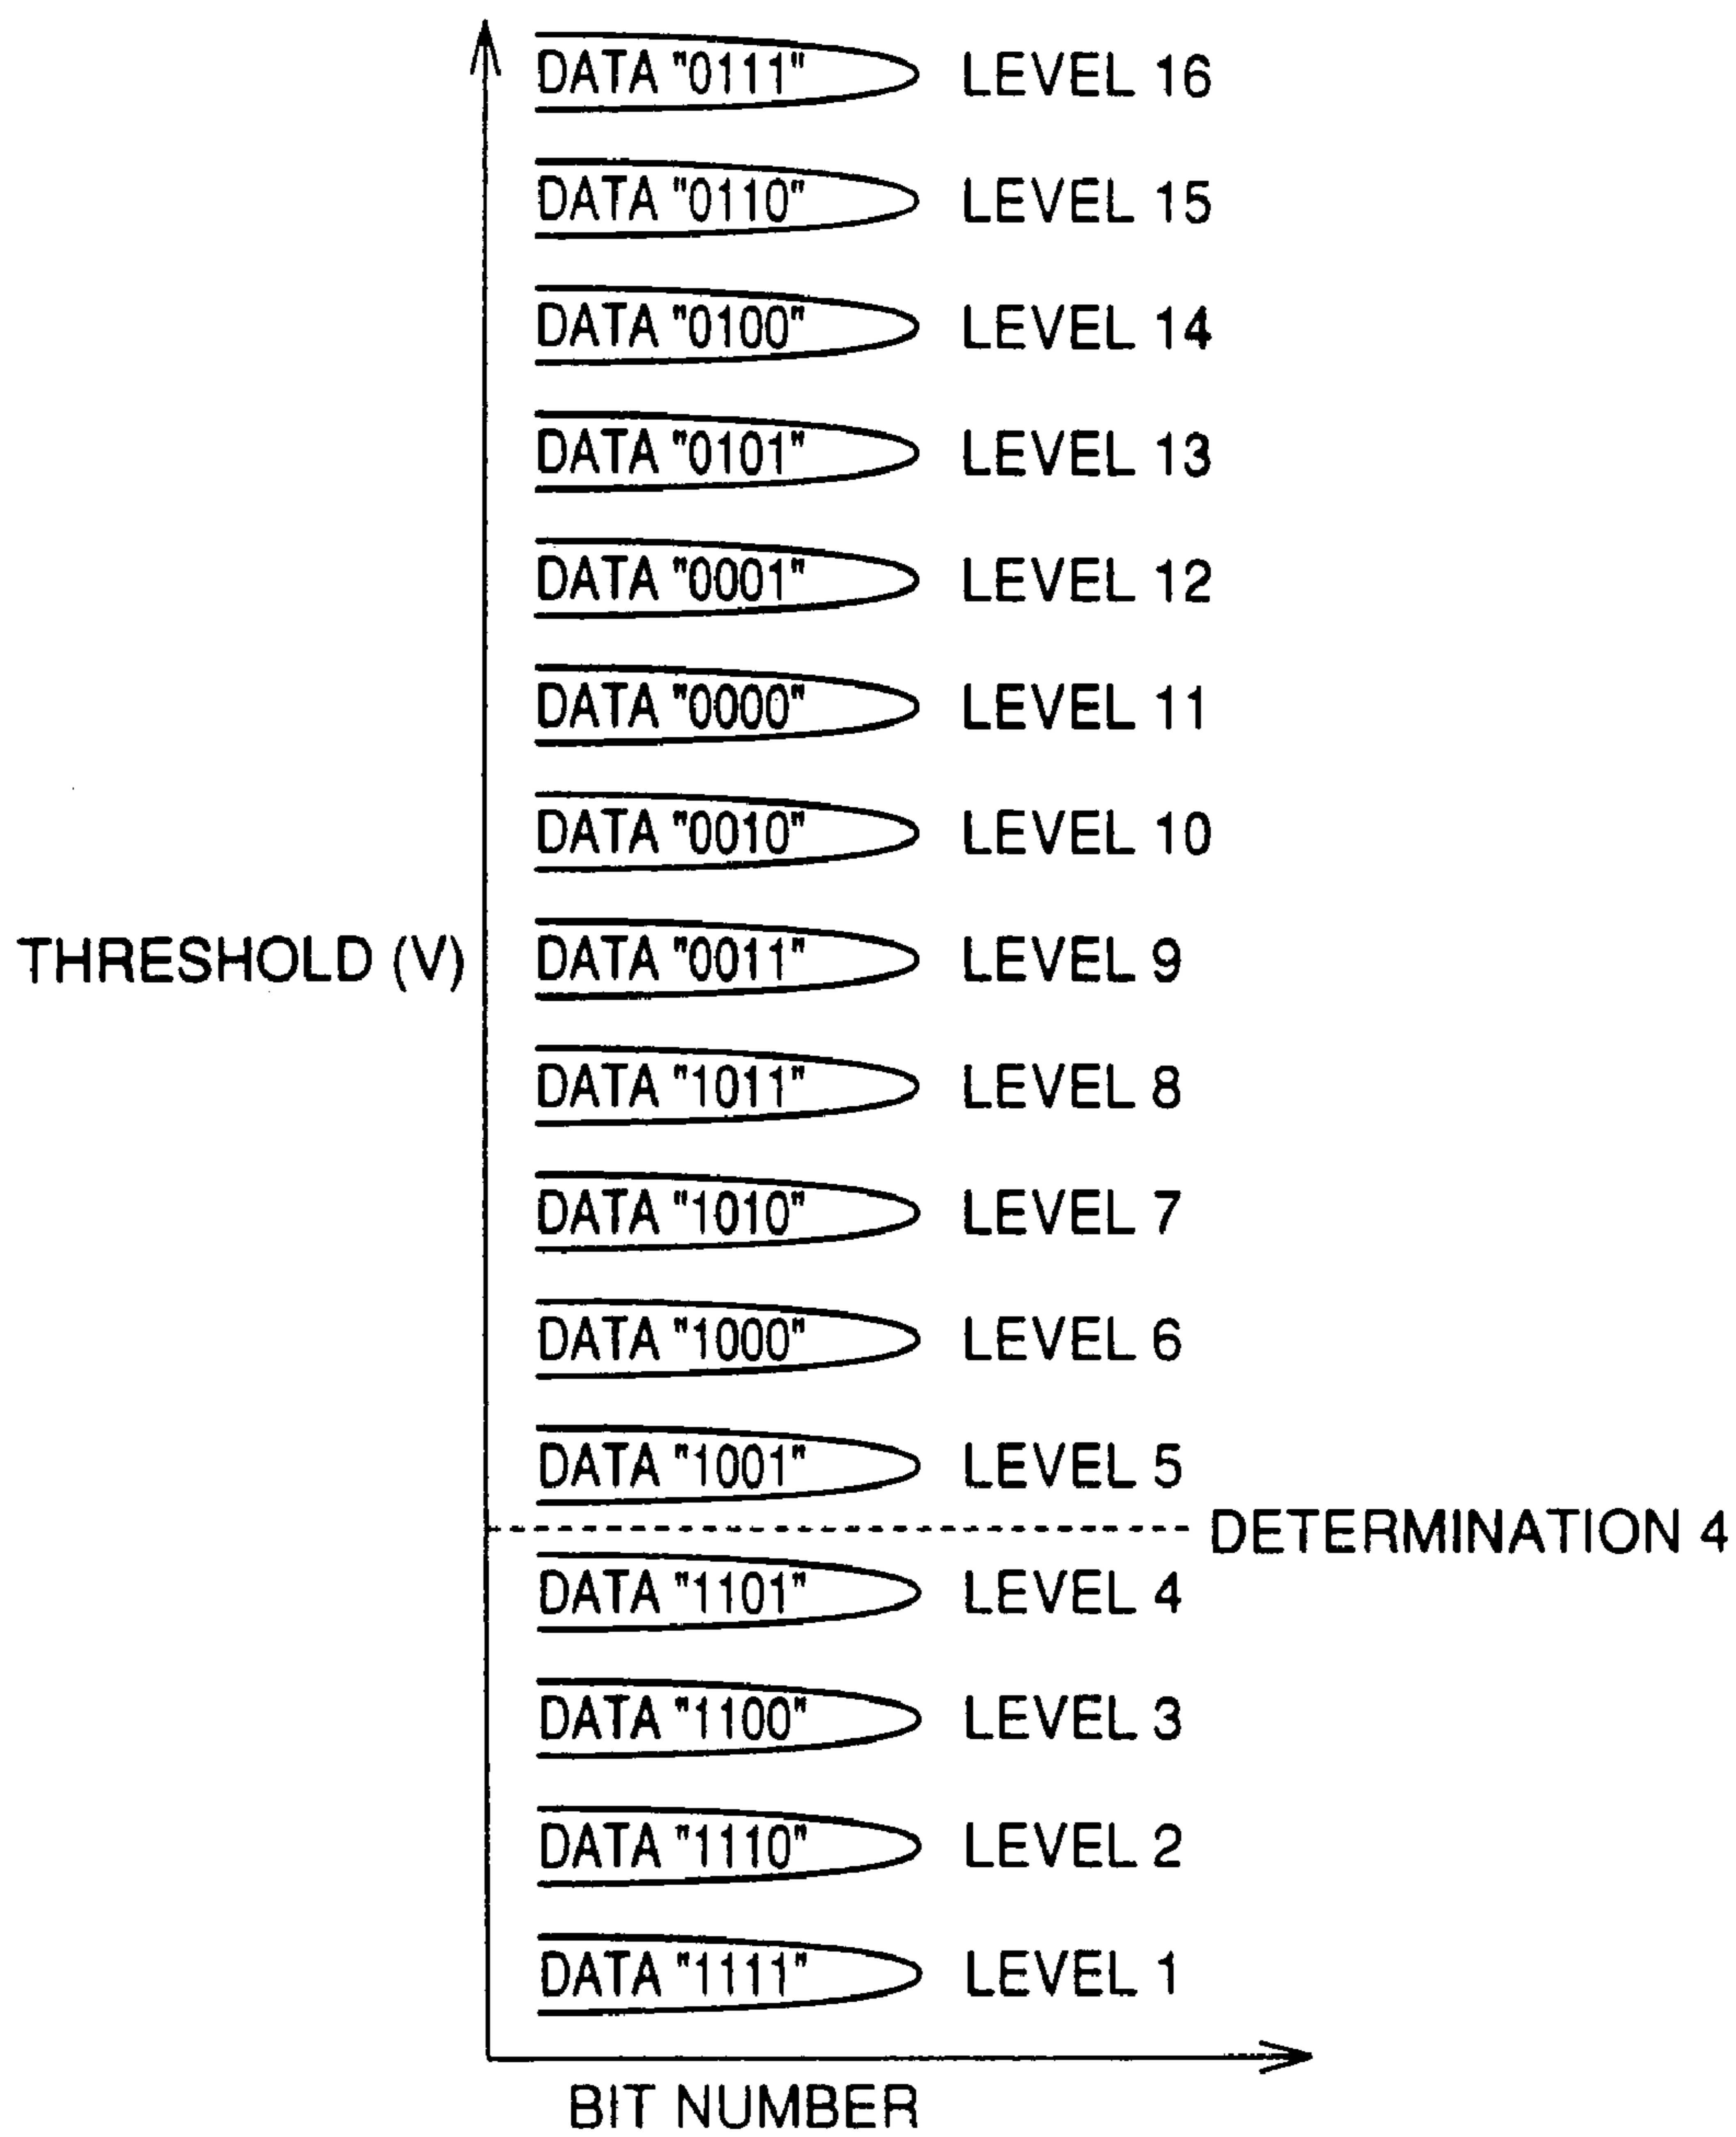 DATA "0111" LEVEL 16
DATA "0110" LEVEL 15
DATA "0100" LEVEL 14
DATA "0101" LEVEL 13
DATA "0001" LEVEL 12
DATA "0000" LEVEL 11
DATA "0010" LEVEL 10
THRESHOLD (V) DATA "0011" LEVEL 9
DATA "1011" LEVEL 8
DATA "1010" LEVEL 7
DATA "1000" LEVEL 6
DATA "1001" LEVEL 5
DETERMINATION 4
DATA "1101" LEVEL 4
DATA "1100" LEVEL 3
DATA "1110" LEVEL 2
DATA "1111" LEVEL 1
BIT NUMBER